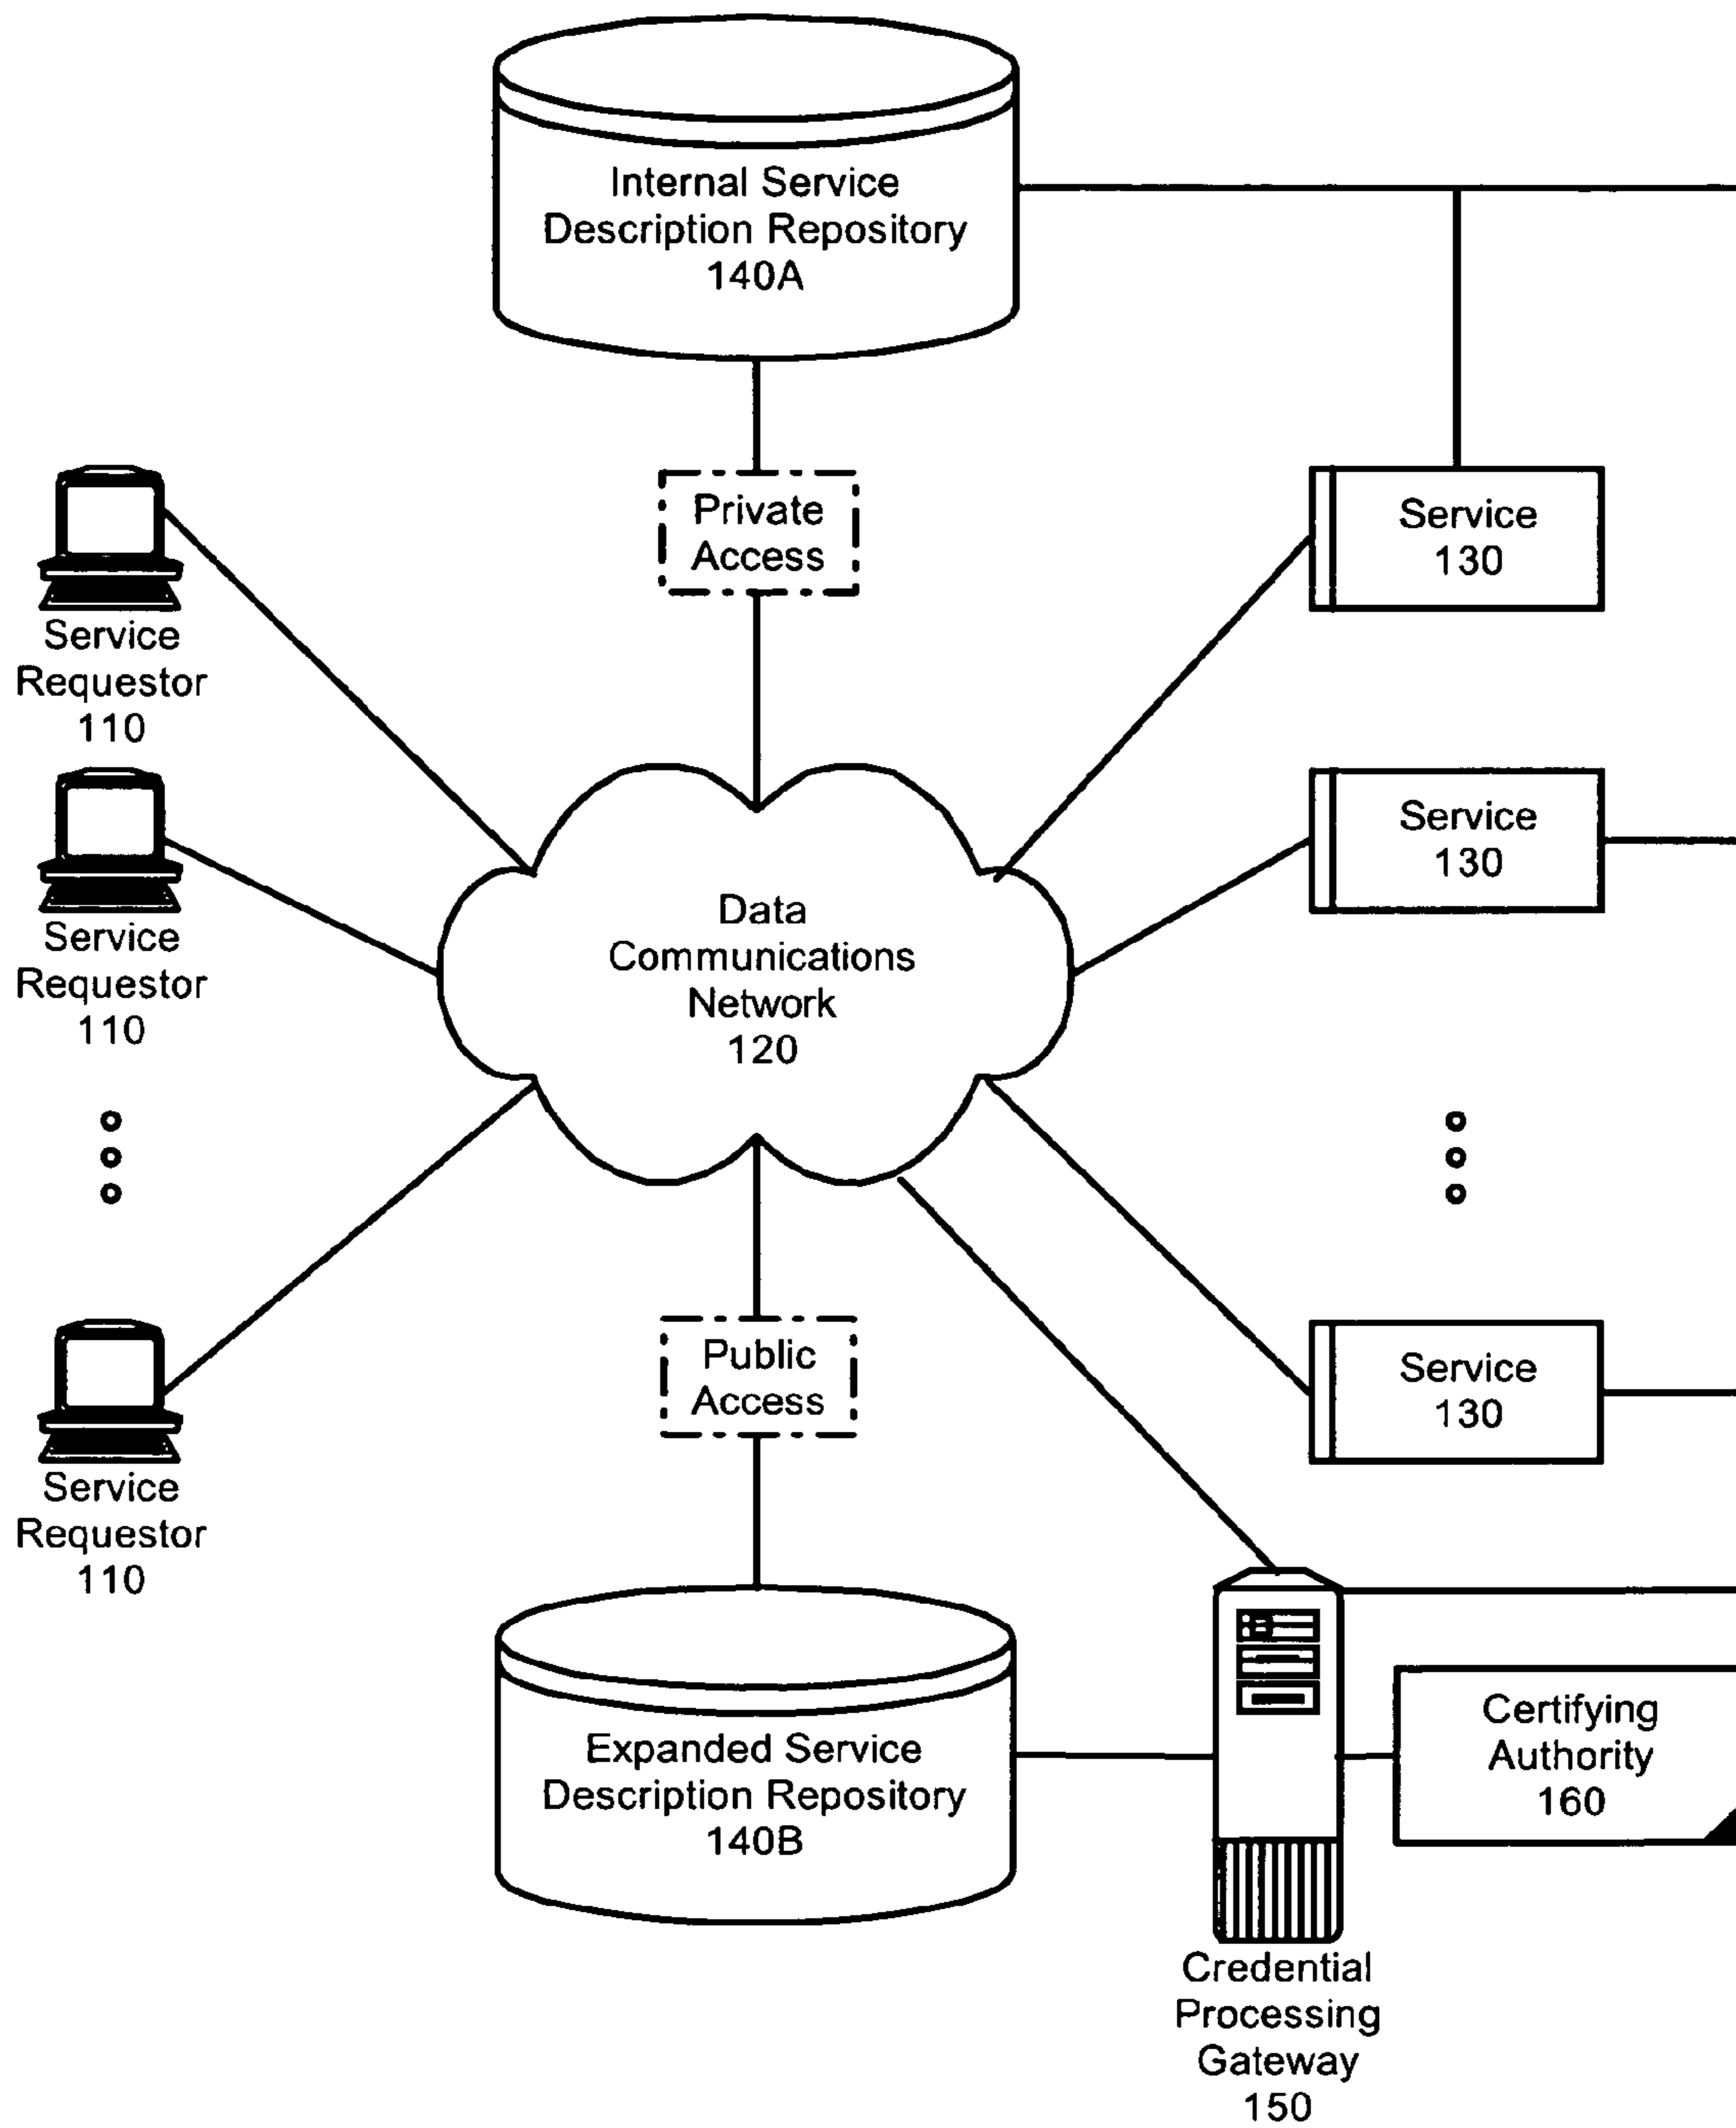 Internal Service
Description Repository
140A
Private
Access
Service
Requestor
110
Service
130
Service
Requestor
110
Service
130
Data
Communications
Network
120
Public
Access
Service
Requestor
110
Service
130
Expanded Service
Description Repository
140B
Certifying
Authority
160
Credential
Processing
Gateway
150